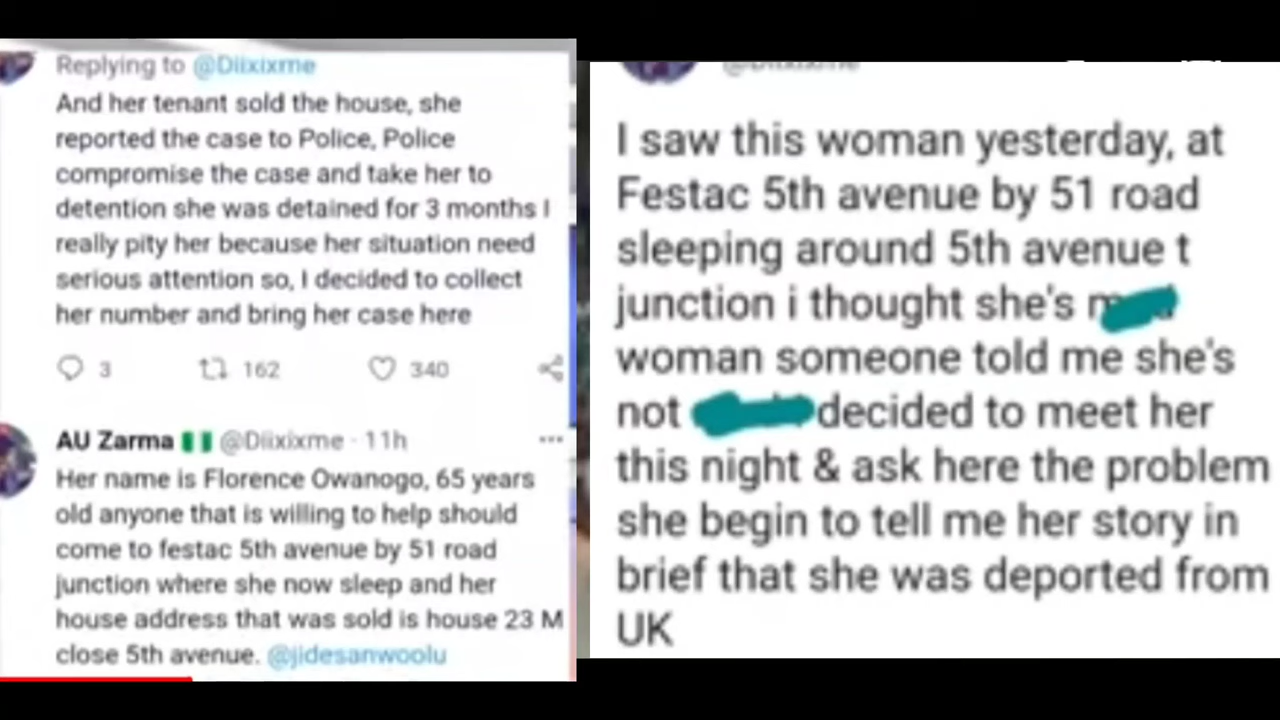 Replying to @Diixixme
And her tenant sold the house, she
reported the case to Police, Police
compromise the case and take her to
detention she was detained for 3 months I
really pity her because her situation need
serious attention so, I decided to collect
her number and bring her case here
3 162 340
AU Zarma @Diixixme · 11h
Her name is Florence Owanogo, 65 years
old anyone that is willing to help should
come to festac 5th avenue by 51 road
junction where she now sleep and her
house address that was sold is house 23 M
close 5th avenue. @jidesanwoolu
@Diixixme
I saw this woman yesterday, at
Festac 5th avenue by 51 road
sleeping around 5th avenue t
junction i thought she's
woman someone told me she's
not decided to meet her
this night & ask here the problem
she begin to tell me her story in
brief that she was deported from
UK